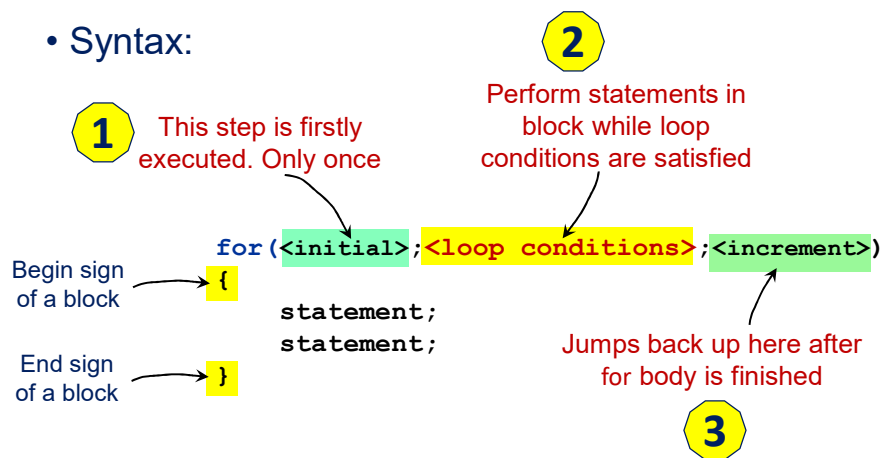 • Syntax:
2
Perform statements in
block while loop
conditions are satisfied
1
This step is firstly
executed. Only once
for(<initial>;<loop conditions>;<increment>)
Begin sign
of a block
{
statement;
statement;
End sign
of a block
}
Jumps back up here after
for body is finished
3